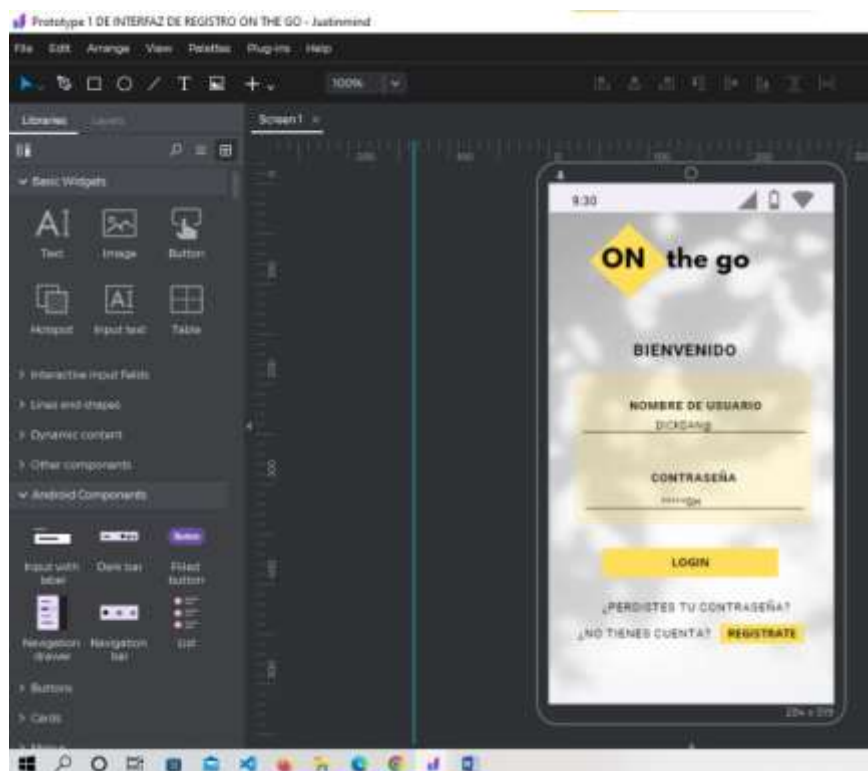 Prototype 1 DE INTERFAZ DE REGISTRO ON THE GO - Justinmind
File Edit Arrange View Palettes Plug-ins Help
100%
Libraries Layers
Screen 1
Basic Widgets
Text Image Button
Hotspot Input text Table
Interactive input fields
Lines and shapes
Dynamic content
Other components
Android Components
Input with label
Dark bar
Filled button
Navigation drawer
Navigation bar
List
Buttons
Cards
Menus
9:30
ON the go
BIENVENIDO
NOMBRE DE USUARIO
CONTRASEÑA
LOGIN
¿PERDISTES TU CONTRASEÑA?
¿NO TIENES CUENTA? REGISTRATE